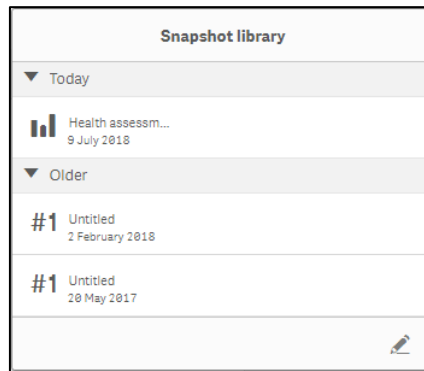 Snapshot library
Today
Health assessm...
9 July 2018
Older
#1 Untitled
2 February 2018
#1 Untitled
20 May 2017